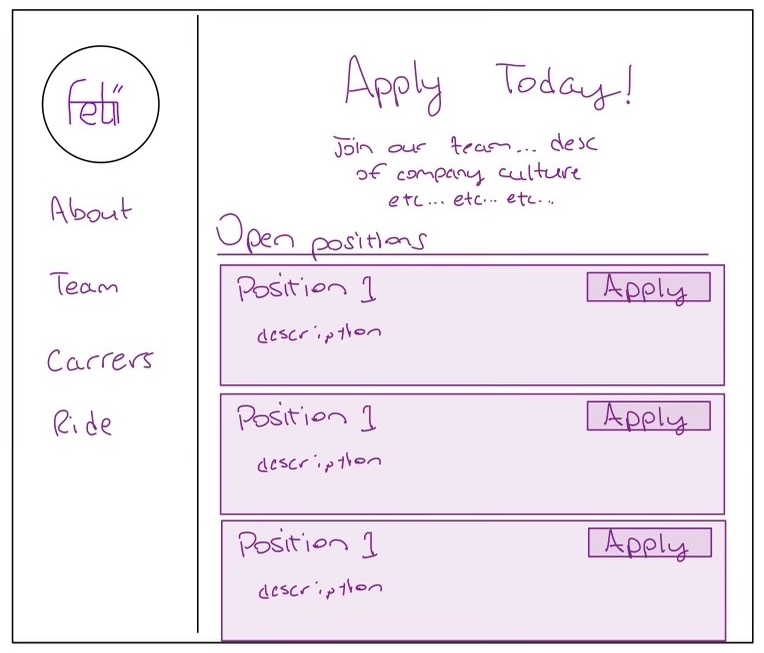 Fetii
About
Team
Carrers
Ride
Apply Today!
Join our team... desc
of company culture
etc... etc... etc...
Open positions
Position 1
Apply
description
Position 1
Apply
description
Position 1
Apply
description